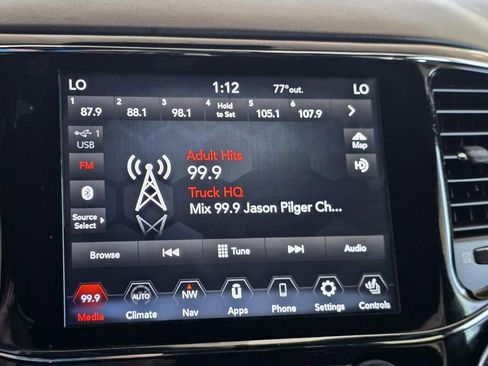 LO 1:12 77°out. LO
1 2 3 4 5 6
87.9 88.1 98.1 Hold to Set 105.1 107.9
1
USB
Map
FM
HD
Adult Hits
99.9
Truck HQ
Mix 99.9 Jason Pilger Ch...
Source
Select
Browse Tune Audio
99.9 AUTO NW
Media Climate Nav Apps Phone Settings Controls